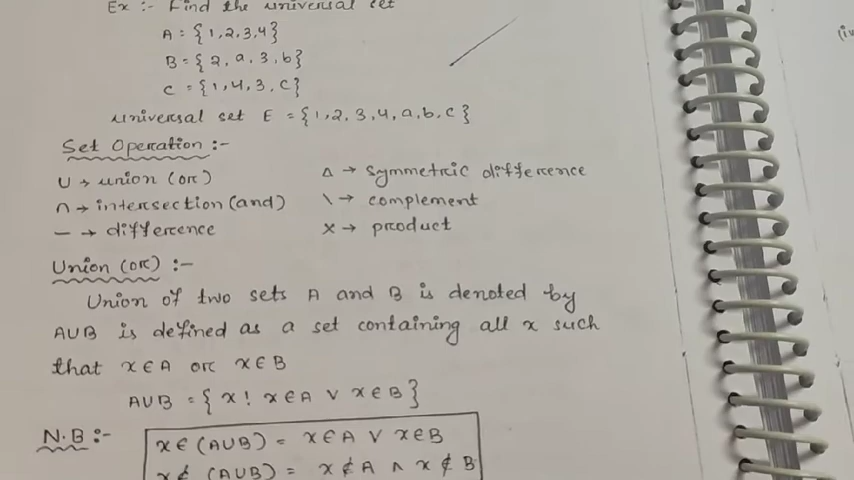 Ex :- Find the universal set
A = {1,2,3,4}
B = {2, a, 3, b}
C = {1, 4, 3, c}
universal set E = {1,2,3,4,a,b,c}
Set Operation :-
∪ → union (or)
∩ → intersection (and)
— → difference
Δ → symmetric difference
\ → complement
× → product
Union (or) :-
Union of two sets A and B is denoted by
A∪B is defined as a set containing all x such
that x∈A or x∈B
A∪B = { x ! x∈A ∨ x∈B }
N.B :-
x∈ (A∪B) = x∈A ∨ x∈B
x∉ (A∪B) = x∉A ∧ x∉B